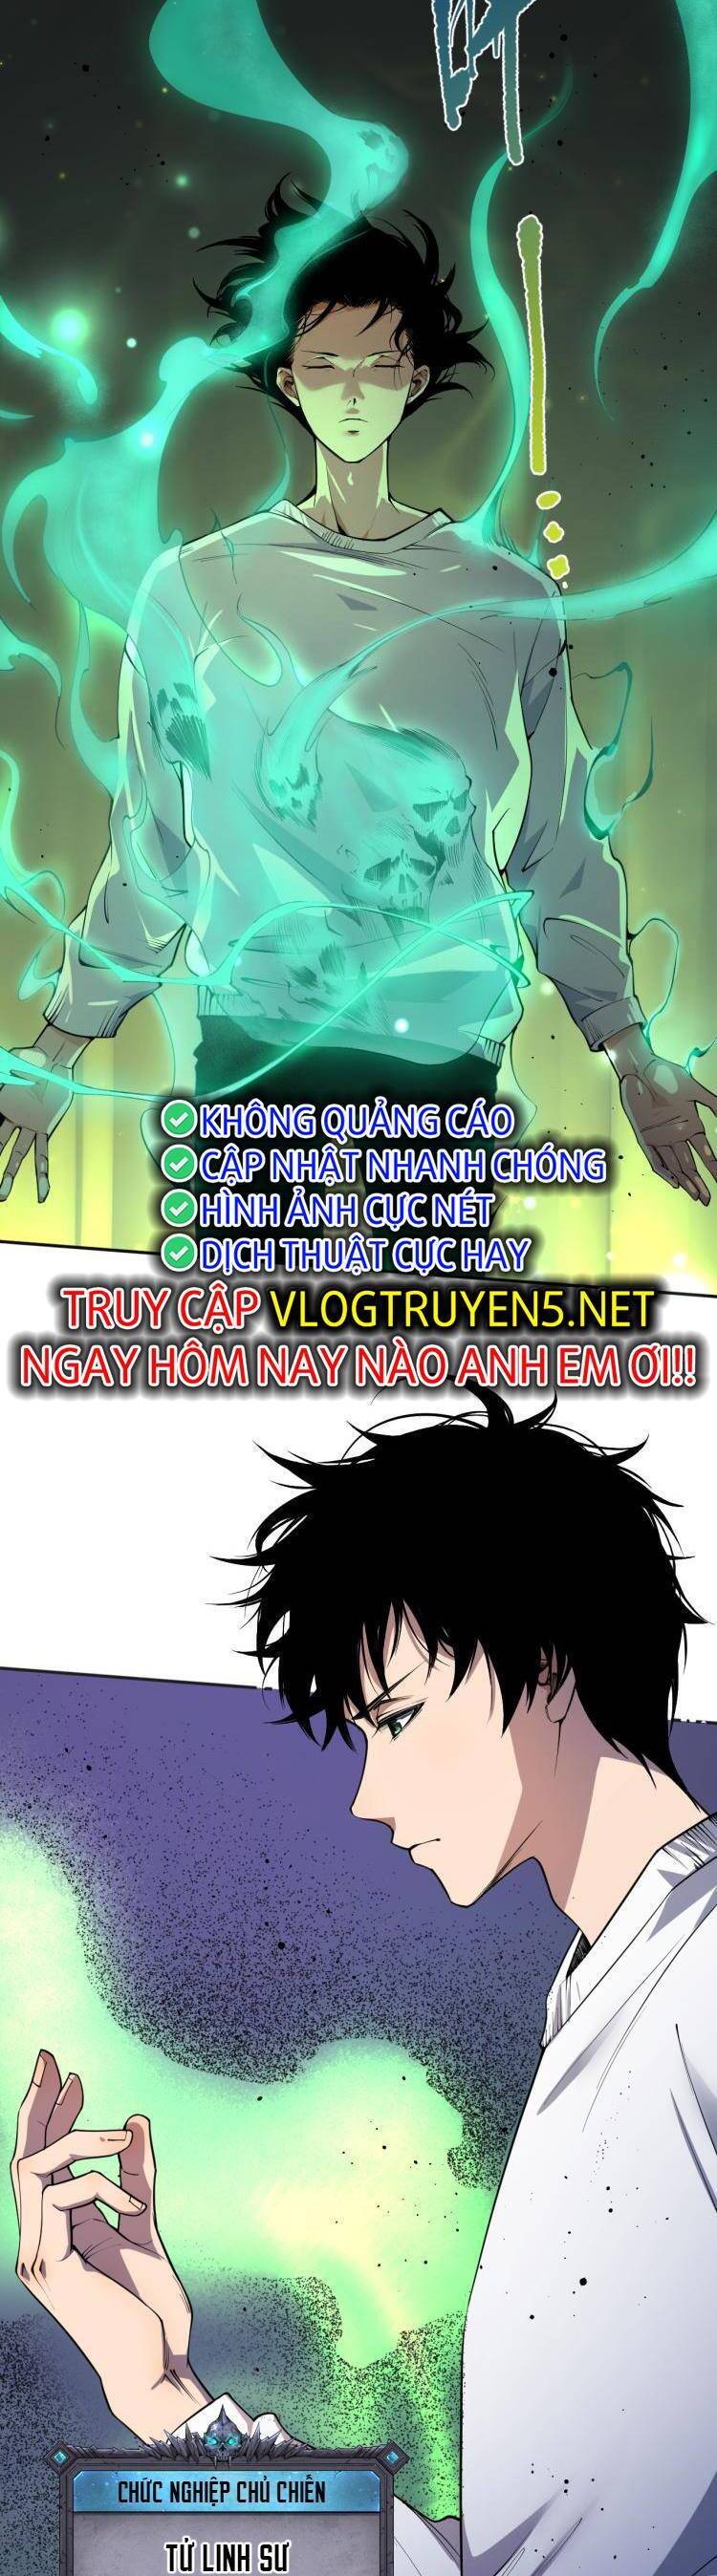 KHÔNG QUẢNG CÁO
CẬP NHẬT NHANH CHÓNG
HÌNH ẢNH CỰC NÉT
DỊCH THUẬT CỰC HAY
TRUY CẬP VLOGTRUYEN5.NET
NGAY HÔM NAY NÀO ANH EM ƠI!!
CHỨC NGHIỆP CHỦ CHIẾN
TỬ LINH SƯ